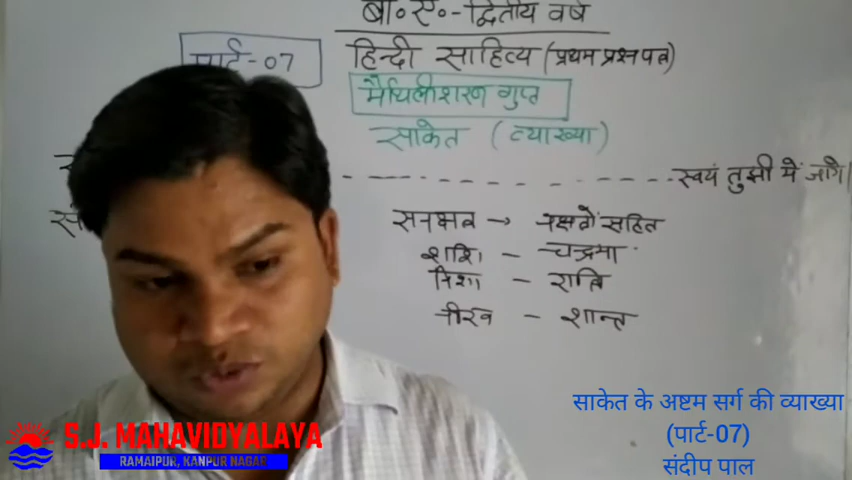 बी०ए०-द्वितीय वर्ष
पार्ट-07
हिन्दी साहित्य (प्रथम प्रश्न पत्र)
मैथिलीशरण गुप्त
साकेत (व्याख्या)
स्वयं तुझी में जागे।
सनक्षत्र → नक्षत्रों सहित
शशि - चन्द्रमा
निशा - रात्रि
नीरव - शान्त
साकेत के अष्टम सर्ग की व्याख्या
(पार्ट-07)
संदीप पाल
S.J. MAHAVIDYALAYA
RAMAIPUR, KANPUR NAGAR